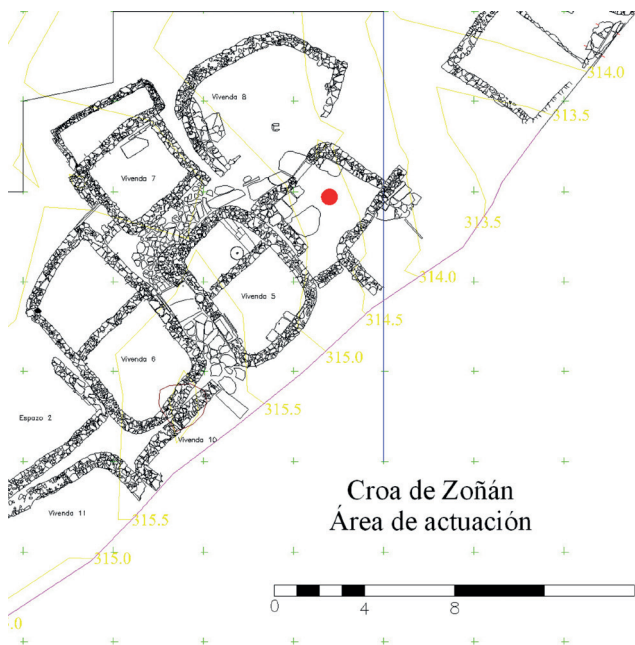 314.0
Vivenda 8
313.5
Vivenda 7
313.5
314.0
Vivenda 5
314.5
315.0
Vivenda 6
315.5
Espazo 2
Vivenda 10
Croa de Zoñán
Área de actuación
Vivenda 11
315.5
315.0
0 4 8
.0